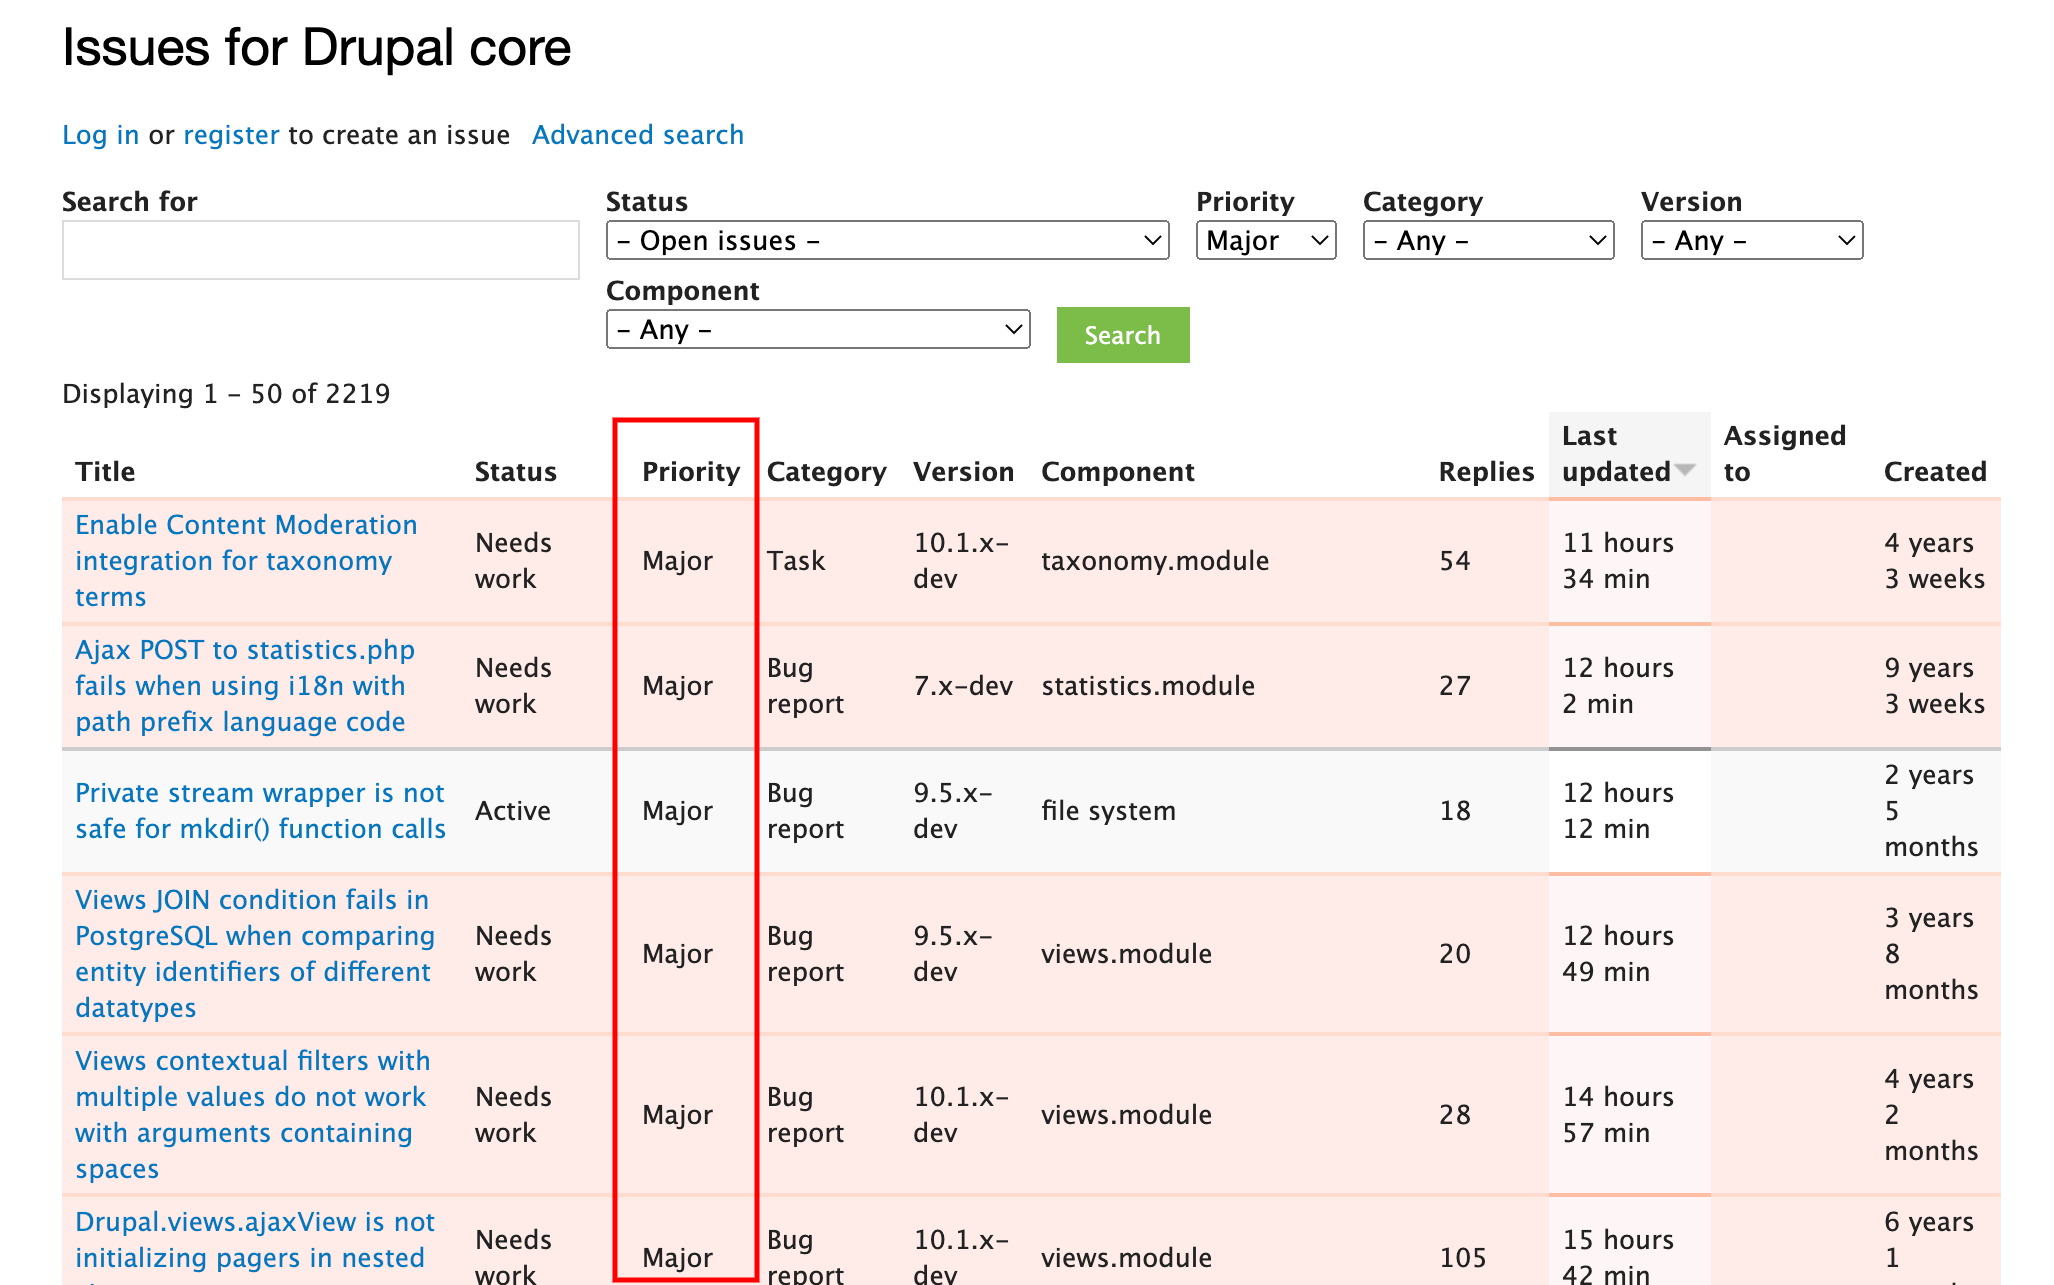 Issues for Drupal core
Log in or register to create an issue Advanced search
Search for Status Priority Category Version
– Open issues – Major – Any – – Any –
Component
– Any – Search
Displaying 1 – 50 of 2219
Title Status Priority Category Version Component Replies Last updated Assigned to Created
Enable Content Moderation
integration for taxonomy
terms
Needs
work
Major
Task
10.1.x-
dev
taxonomy.module
54
11 hours
34 min
4 years
3 weeks
Ajax POST to statistics.php
fails when using i18n with
path prefix language code
Needs
work
Major
Bug
report
7.x-dev
statistics.module
27
12 hours
2 min
9 years
3 weeks
Private stream wrapper is not
safe for mkdir() function calls
Active
Major
Bug
report
9.5.x-
dev
file system
18
12 hours
12 min
2 years
5
months
Views JOIN condition fails in
PostgreSQL when comparing
entity identifiers of different
datatypes
Needs
work
Major
Bug
report
9.5.x-
dev
views.module
20
12 hours
49 min
3 years
8
months
Views contextual filters with
multiple values do not work
with arguments containing
spaces
Needs
work
Major
Bug
report
10.1.x-
dev
views.module
28
14 hours
57 min
4 years
2
months
Drupal.views.ajaxView is not
initializing pagers in nested
Needs
work
Major
Bug
report
10.1.x-
dev
views.module
105
15 hours
42 min
6 years
1